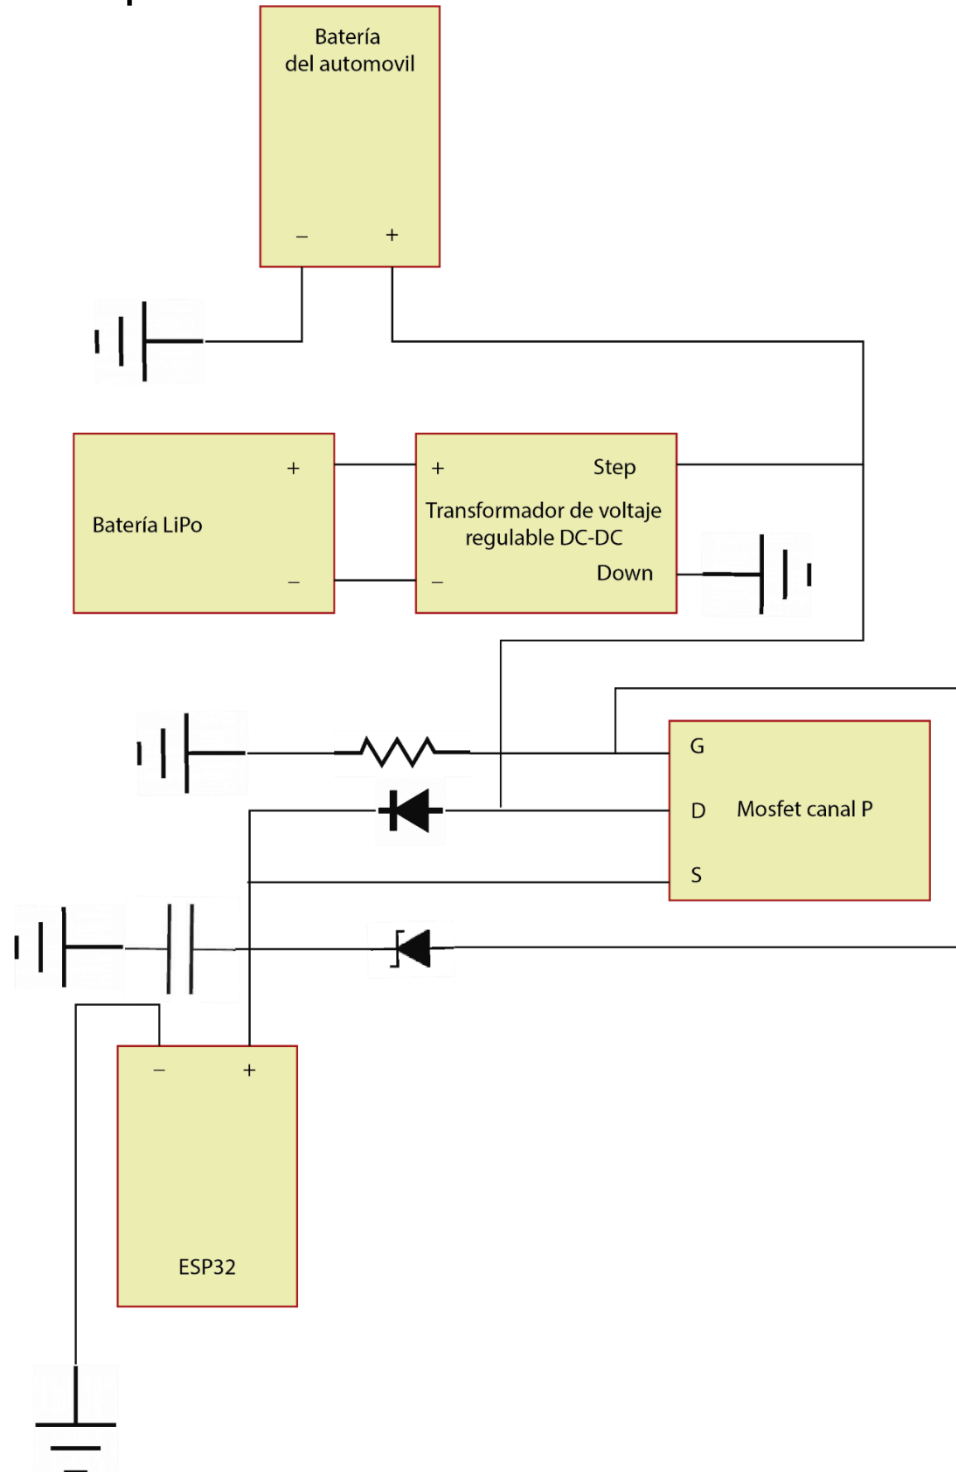 Batería
del automovil
− +
Batería LiPo
+
−
+ Step
Transformador de voltaje
regulable DC-DC
− Down
G
D Mosfet canal P
S
− +
ESP32